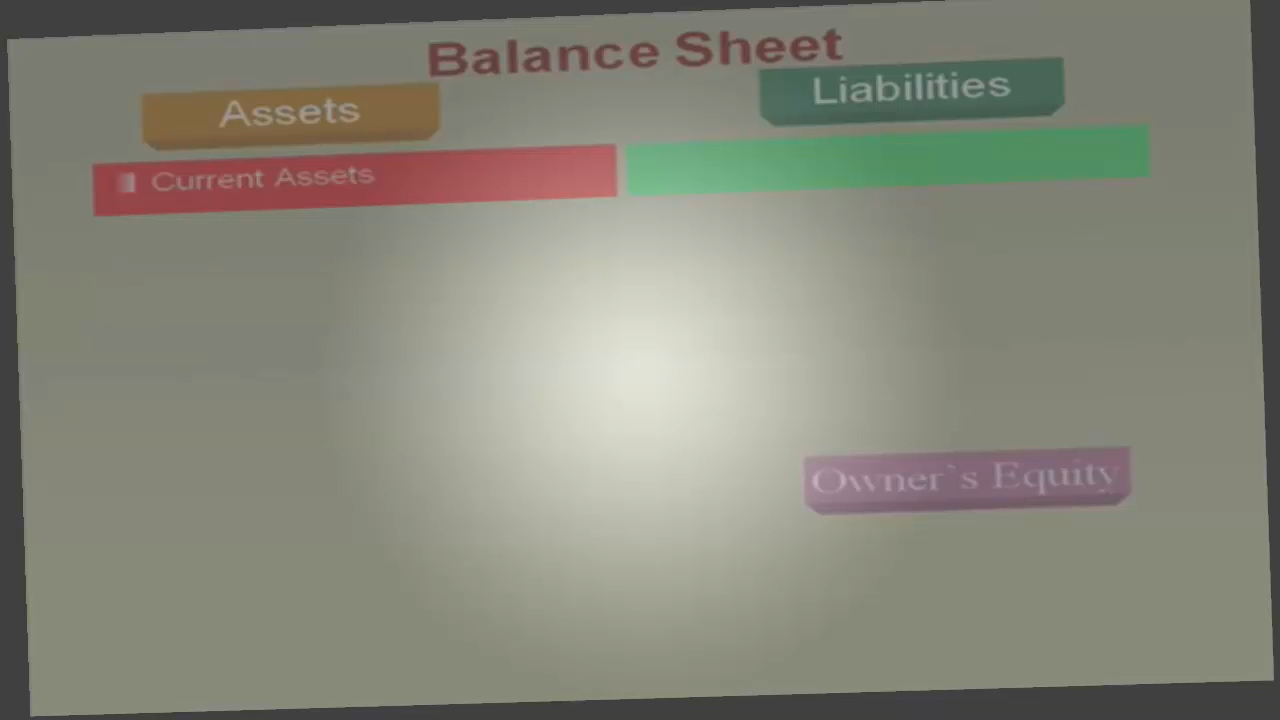 Balance Sheet
Assets
Liabilities
Current Assets
Owner`s Equity